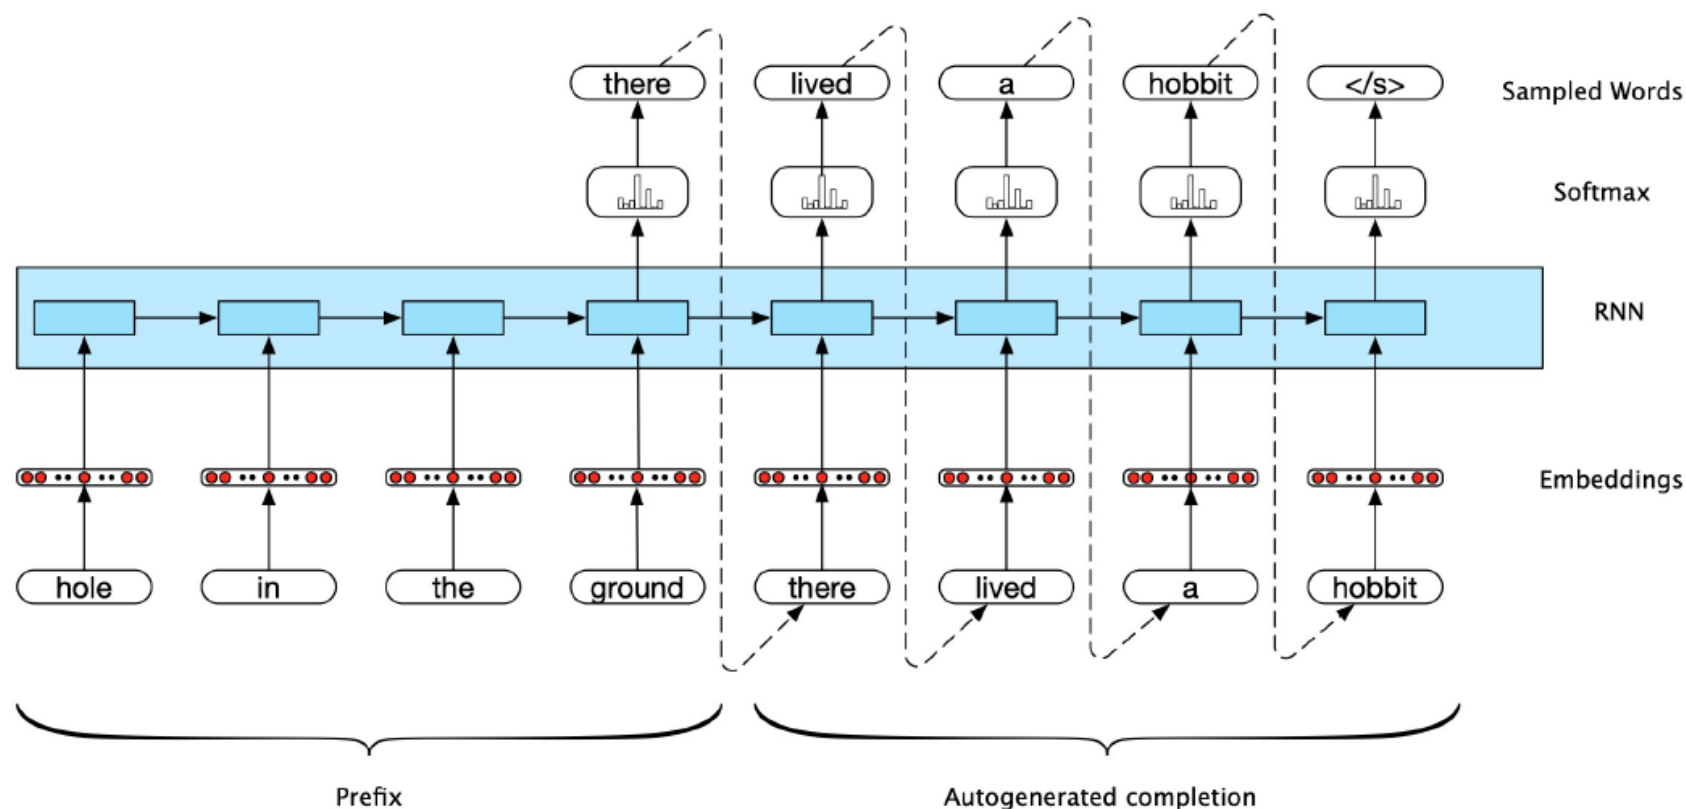 there lived a hobbit </s> Sampled Words
Softmax
RNN
Embeddings
hole in the ground there lived a hobbit
Prefix Autogenerated completion